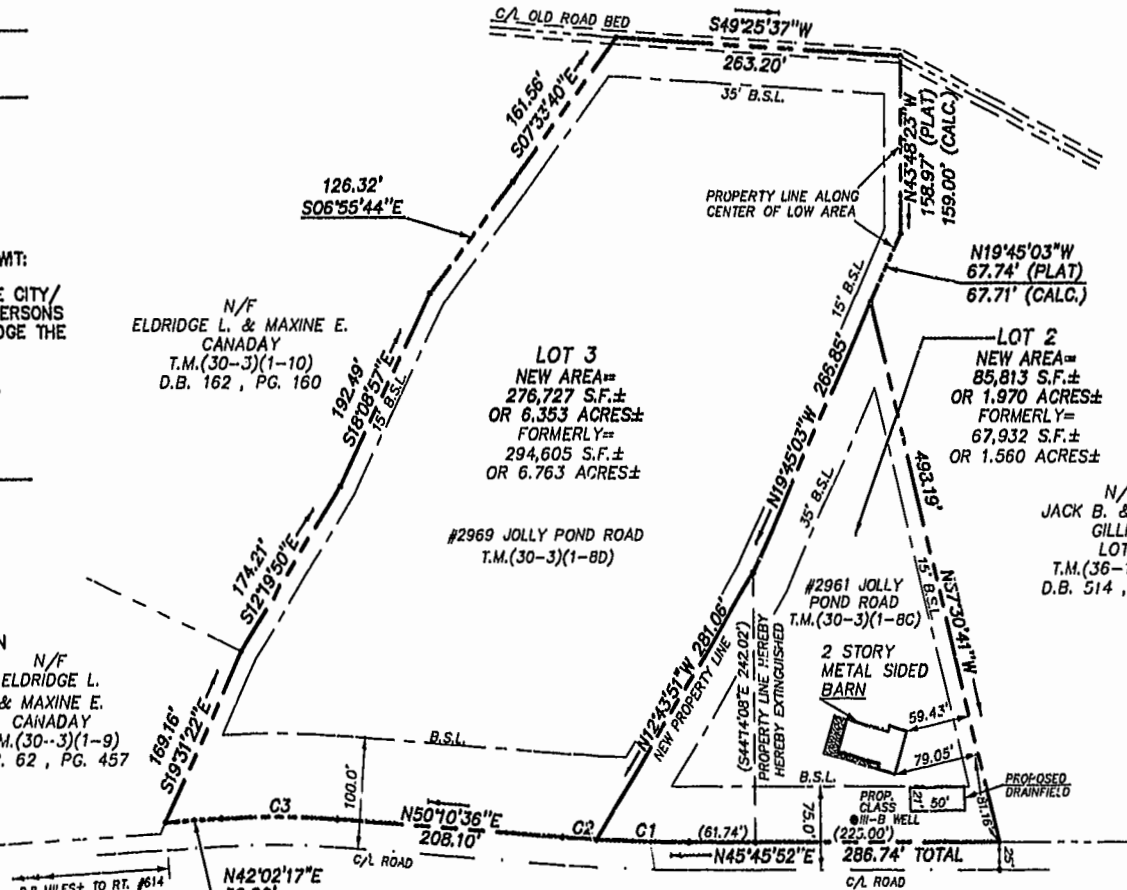 C/L OLD ROAD BED
S49°25'37"W
263.20'
35' B.S.L.
161.56'
S07°33'40"E
126.32'
S06°55'44"E
PROPERTY LINE ALONG
CENTER OF LOW AREA
N43°48'23"W
158.97' (PLAT)
159.00' (CALC.)
N19°45'03"W
67.74' (PLAT)
67.71' (CALC.)
MIT:
E CITY/
ERSONS
DGE THE
N/F
ELDRIDGE L. & MAXINE E.
CANADAY
T.M.(30-3)(1-10)
D.B. 162 , PG. 160
192.49'
S18°08'57"E
15' B.S.L.
LOT 3
NEW AREA=
276,727 S.F.±
OR 6.353 ACRES±
FORMERLY=
294,605 S.F.±
OR 6.763 ACRES±
#2969 JOLLY POND ROAD
T.M.(30-3)(1-8D)
15' B.S.L.
266.85'
N19°45'03"W
35' B.S.L.
LOT 2
NEW AREA=
85,813 S.F.±
OR 1.970 ACRES±
FORMERLY=
67,932 S.F.±
OR 1.560 ACRES±
493.19'
N57°30'41"W
15' B.S.L.
N/
JACK B. &
GILL
LOT
T.M.(36-
D.B. 514 ,
174.21'
S12°19'50"E
#2961 JOLLY
POND ROAD
T.M.(30-3)(1-8C)
2 STORY
METAL SIDED
BARN
59.43'
79.05'
N
N/F
ELDRIDGE L.
& MAXINE E.
CANADAY
M.(30-3)(1-9)
. 62 , PG. 457
169.16'
S19°31'22"E
N12°43'51"W 281.06'
NEW PROPERTY LINE
(S44°14'08"E 242.02')
PROPERTY LINE HEREBY
HEREBY EXTINGUISHED
B.S.L.
100.0'
B.S.L.
75.0'
PROP.
CLASS
III-B WELL
21'
50'
PROPOSED
DRAINFIELD
81.16'
C3
N50°10'36"E
208.10'
C2
C1
(61.74')
(225.00')
N45°45'52"E
286.74' TOTAL
25'
C/L ROAD
C/L ROAD
MILES± TO RT. #614
N42°02'17"E